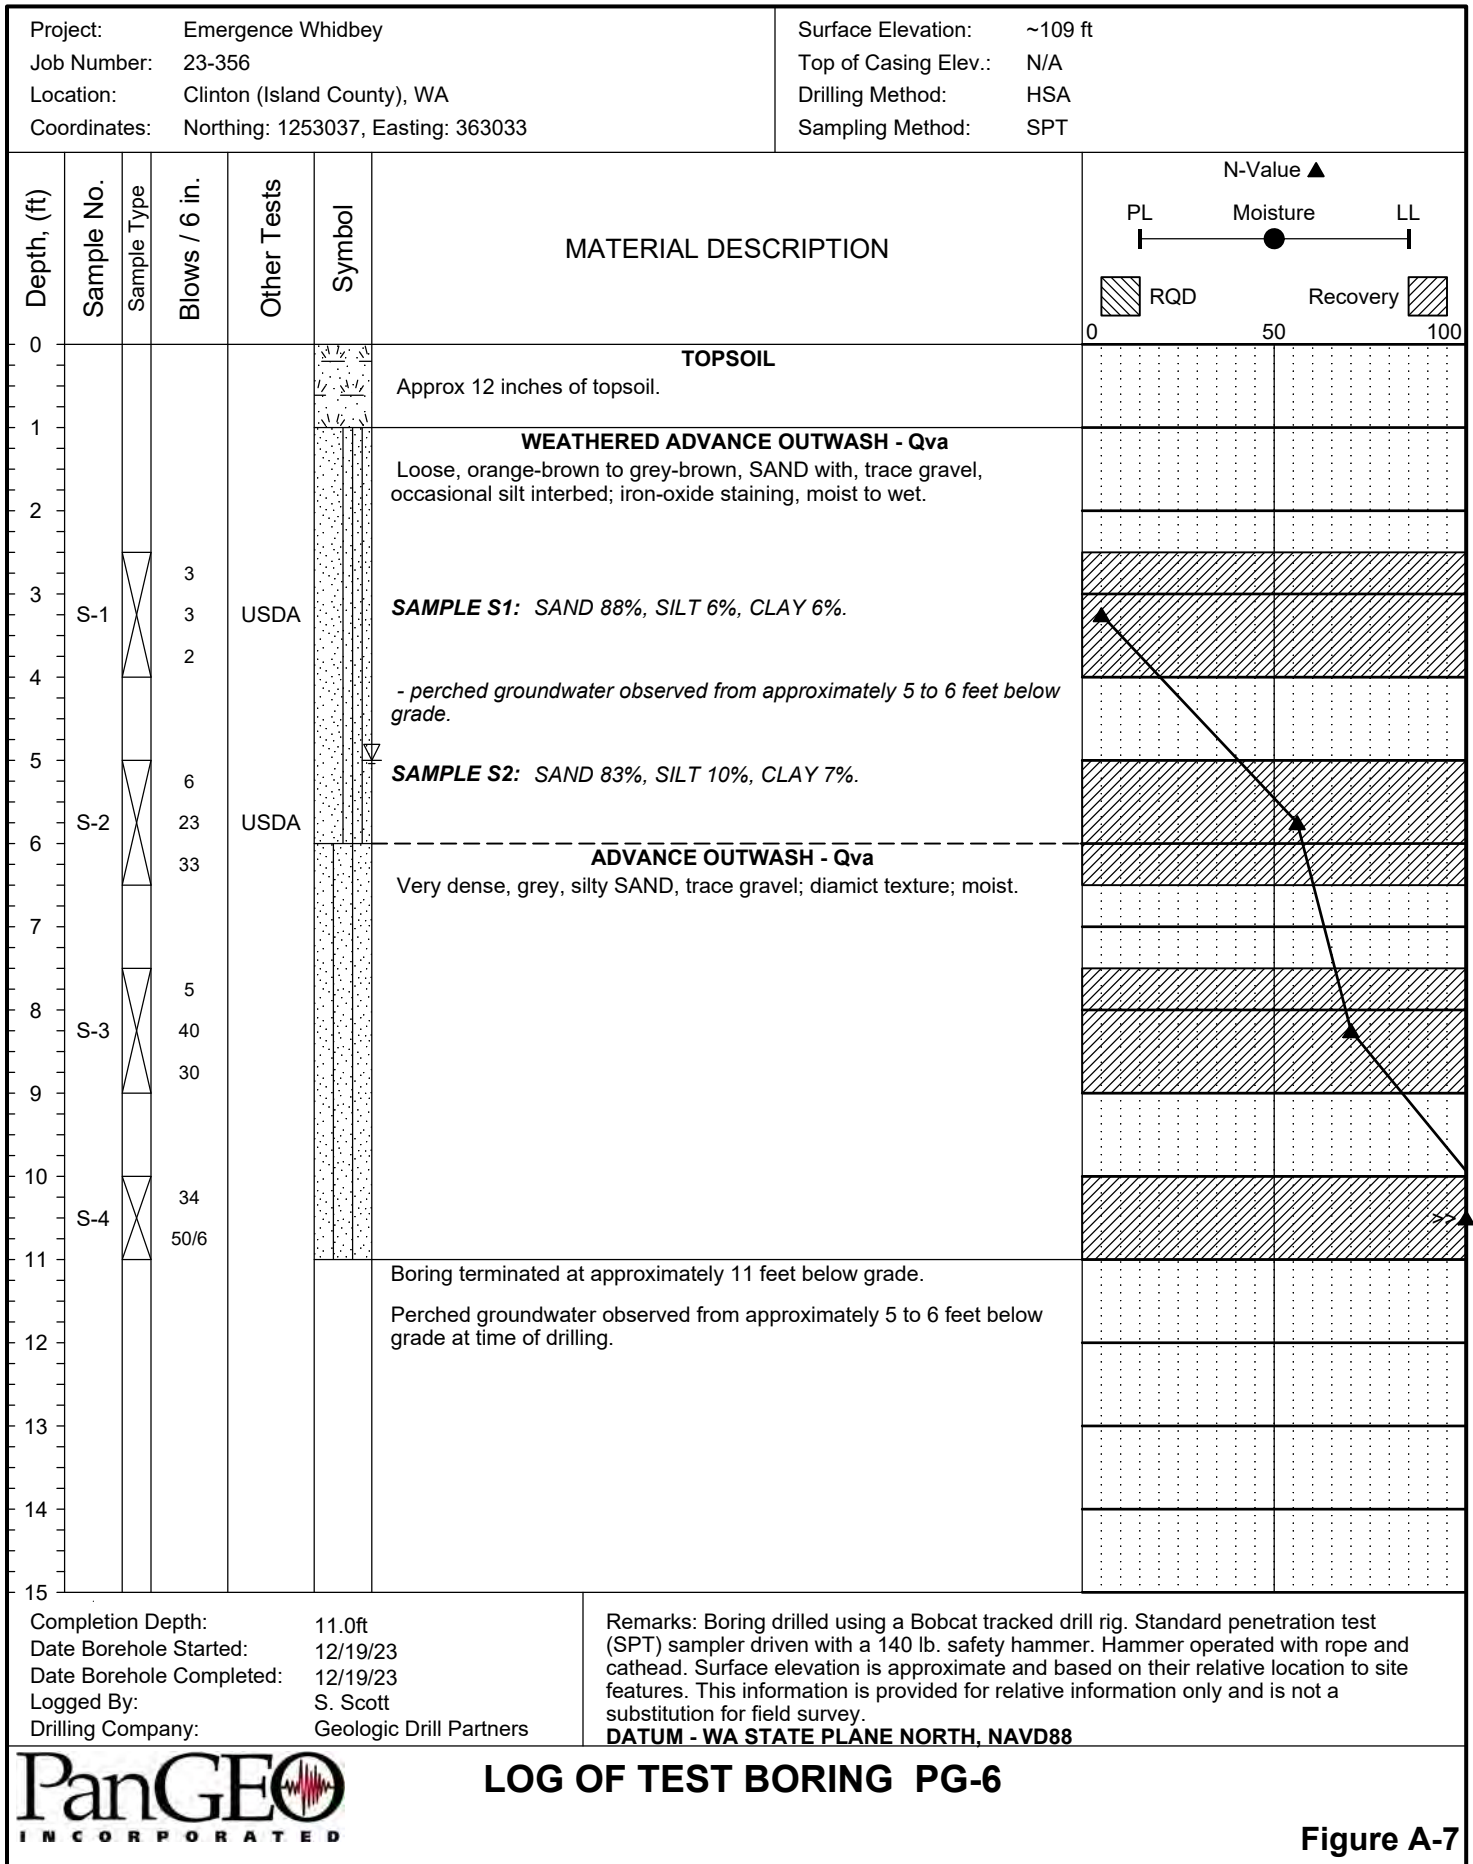 Project: Emergence Whidbey
Job Number: 23-356
Location: Clinton (Island County), WA
Coordinates: Northing: 1253037, Easting: 363033
Surface Elevation: ~109 ft
Top of Casing Elev.: N/A
Drilling Method: HSA
Sampling Method: SPT
Depth, (ft)
Sample No.
Sample Type
Blows / 6 in.
Other Tests
Symbol
MATERIAL DESCRIPTION
N-Value ▲
PL Moisture LL
RQD Recovery
0 50 100
0
TOPSOIL
Approx 12 inches of topsoil.
1
WEATHERED ADVANCE OUTWASH - Qva
Loose, orange-brown to grey-brown, SAND with, trace gravel,
occasional silt interbed; iron-oxide staining, moist to wet.
2
3
3
S-1 3 USDA
SAMPLE S1: SAND 88%, SILT 6%, CLAY 6%.
2
4
- perched groundwater observed from approximately 5 to 6 feet below
grade.
5
SAMPLE S2: SAND 83%, SILT 10%, CLAY 7%.
6
S-2 23 USDA
6
33
ADVANCE OUTWASH - Qva
Very dense, grey, silty SAND, trace gravel; diamict texture; moist.
7
5
8
S-3 40
30
9
10
34
S-4 >>
50/6
11
Boring terminated at approximately 11 feet below grade.
Perched groundwater observed from approximately 5 to 6 feet below
grade at time of drilling.
12
13
14
15
Completion Depth: 11.0ft
Date Borehole Started: 12/19/23
Date Borehole Completed: 12/19/23
Logged By: S. Scott
Drilling Company: Geologic Drill Partners
Remarks: Boring drilled using a Bobcat tracked drill rig. Standard penetration test
(SPT) sampler driven with a 140 lb. safety hammer. Hammer operated with rope and
cathead. Surface elevation is approximate and based on their relative location to site
features. This information is provided for relative information only and is not a
substitution for field survey.
DATUM - WA STATE PLANE NORTH, NAVD88
PanGEO
INCORPORATED
LOG OF TEST BORING PG-6
Figure A-7